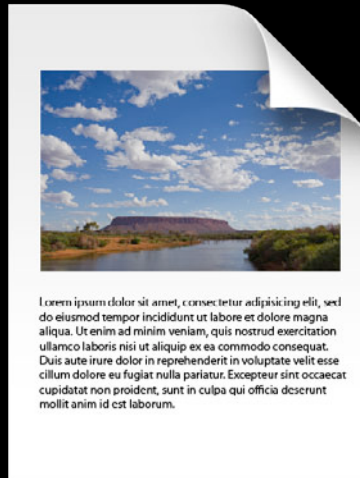 Lorem ipsum dolor sit amet, consectetur adipisicing elit, sed
do eiusmod tempor incididunt ut labore et dolore magna
aliqua. Ut enim ad minim veniam, quis nostrud exercitation
ullamco laboris nisi ut aliquip ex ea commodo consequat.
Duis aute irure dolor in reprehenderit in voluptate velit esse
cillum dolore eu fugiat nulla pariatur. Excepteur sint occaecat
cupidatat non proident, sunt in culpa qui officia deserunt
mollit anim id est laborum.